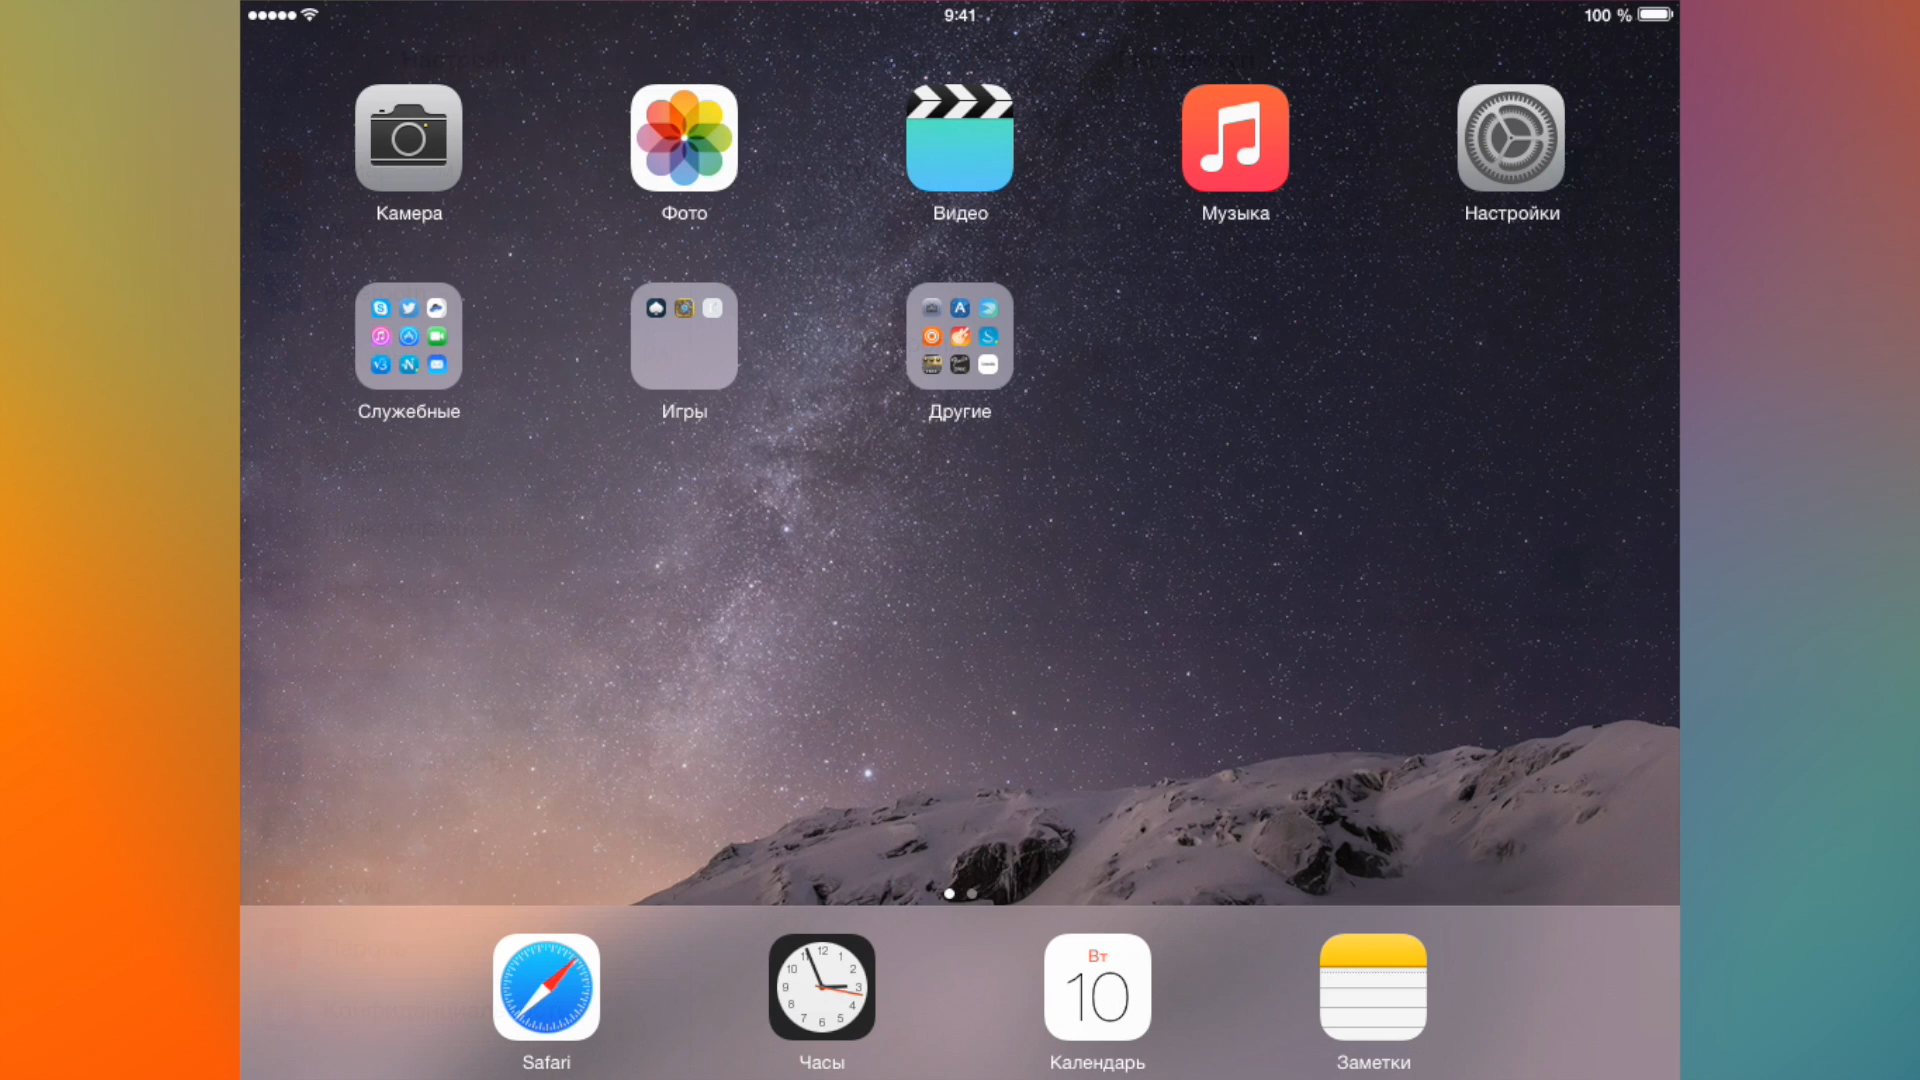 9:41
100 %
Камера
Фото
Видео
Музыка
Настройки
Служебные
Игры
Другие
Вт
10
Safari
Часы
Календарь
Заметки